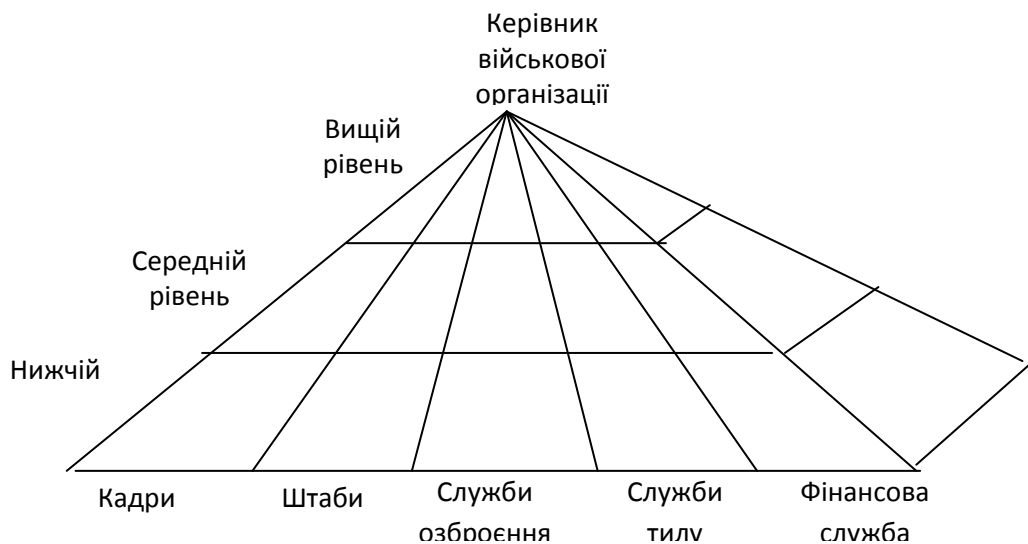 Керівник
військової
організації
Вищій
рівень
Середній
рівень
Нижчій
Кадри
Штаби
Служби
озброєння
Служби
тилу
Фінансова
служба